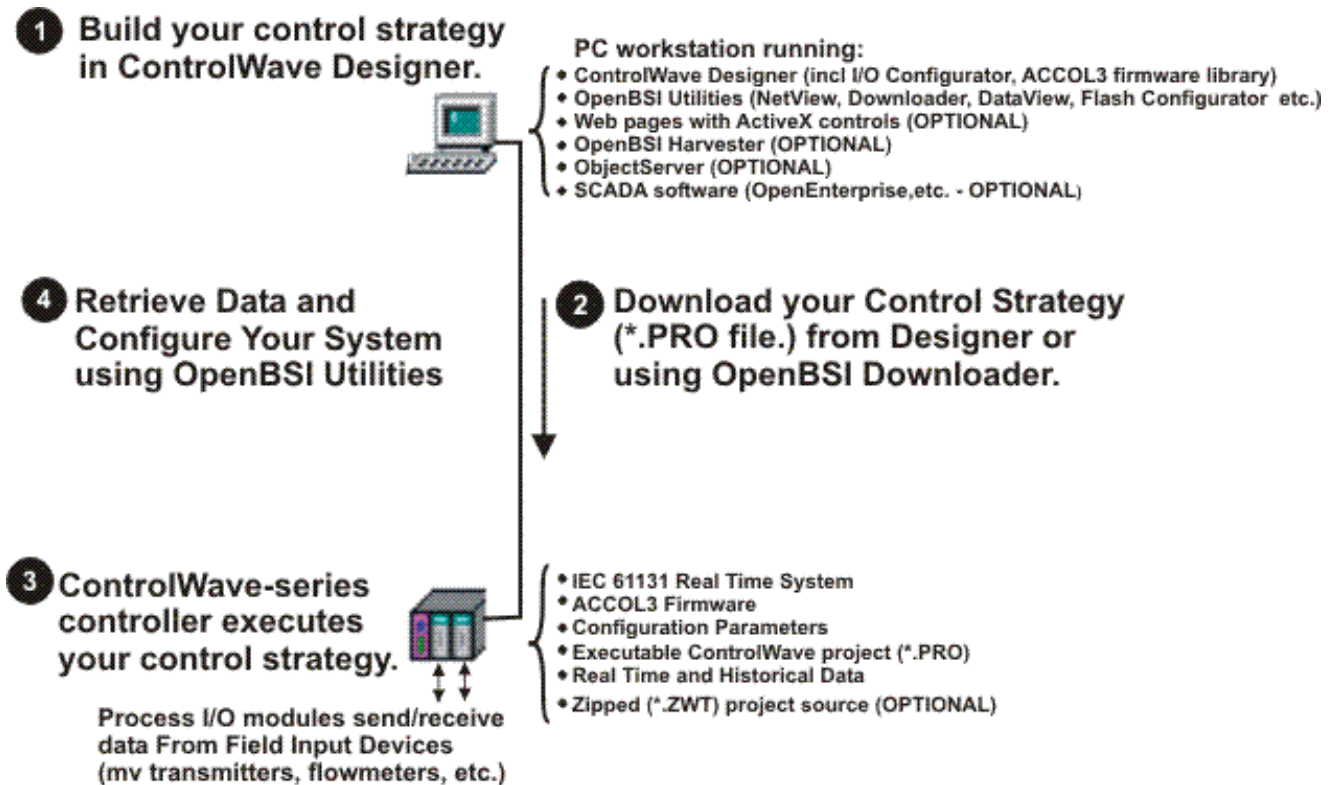 1 Build your control strategy
in ControlWave Designer.
PC workstation running:
• ControlWave Designer (incl I/O Configurator, ACCOL3 firmware library)
• OpenBSI Utilities (NetView, Downloader, DataView, Flash Configurator etc.)
• Web pages with ActiveX controls (OPTIONAL)
• OpenBSI Harvester (OPTIONAL)
• ObjectServer (OPTIONAL)
• SCADA software (OpenEnterprise,etc. - OPTIONAL)
4 Retrieve Data and
Configure Your System
using OpenBSI Utilities
2 Download your Control Strategy
(*.PRO file.) from Designer or
using OpenBSI Downloader.
3 ControlWave-series
controller executes
your control strategy.
• IEC 61131 Real Time System
• ACCOL3 Firmware
• Configuration Parameters
• Executable ControlWave project (*.PRO)
• Real Time and Historical Data
• Zipped (*.ZWT) project source (OPTIONAL)
Process I/O modules send/receive
data From Field Input Devices
(mv transmitters, flowmeters, etc.)